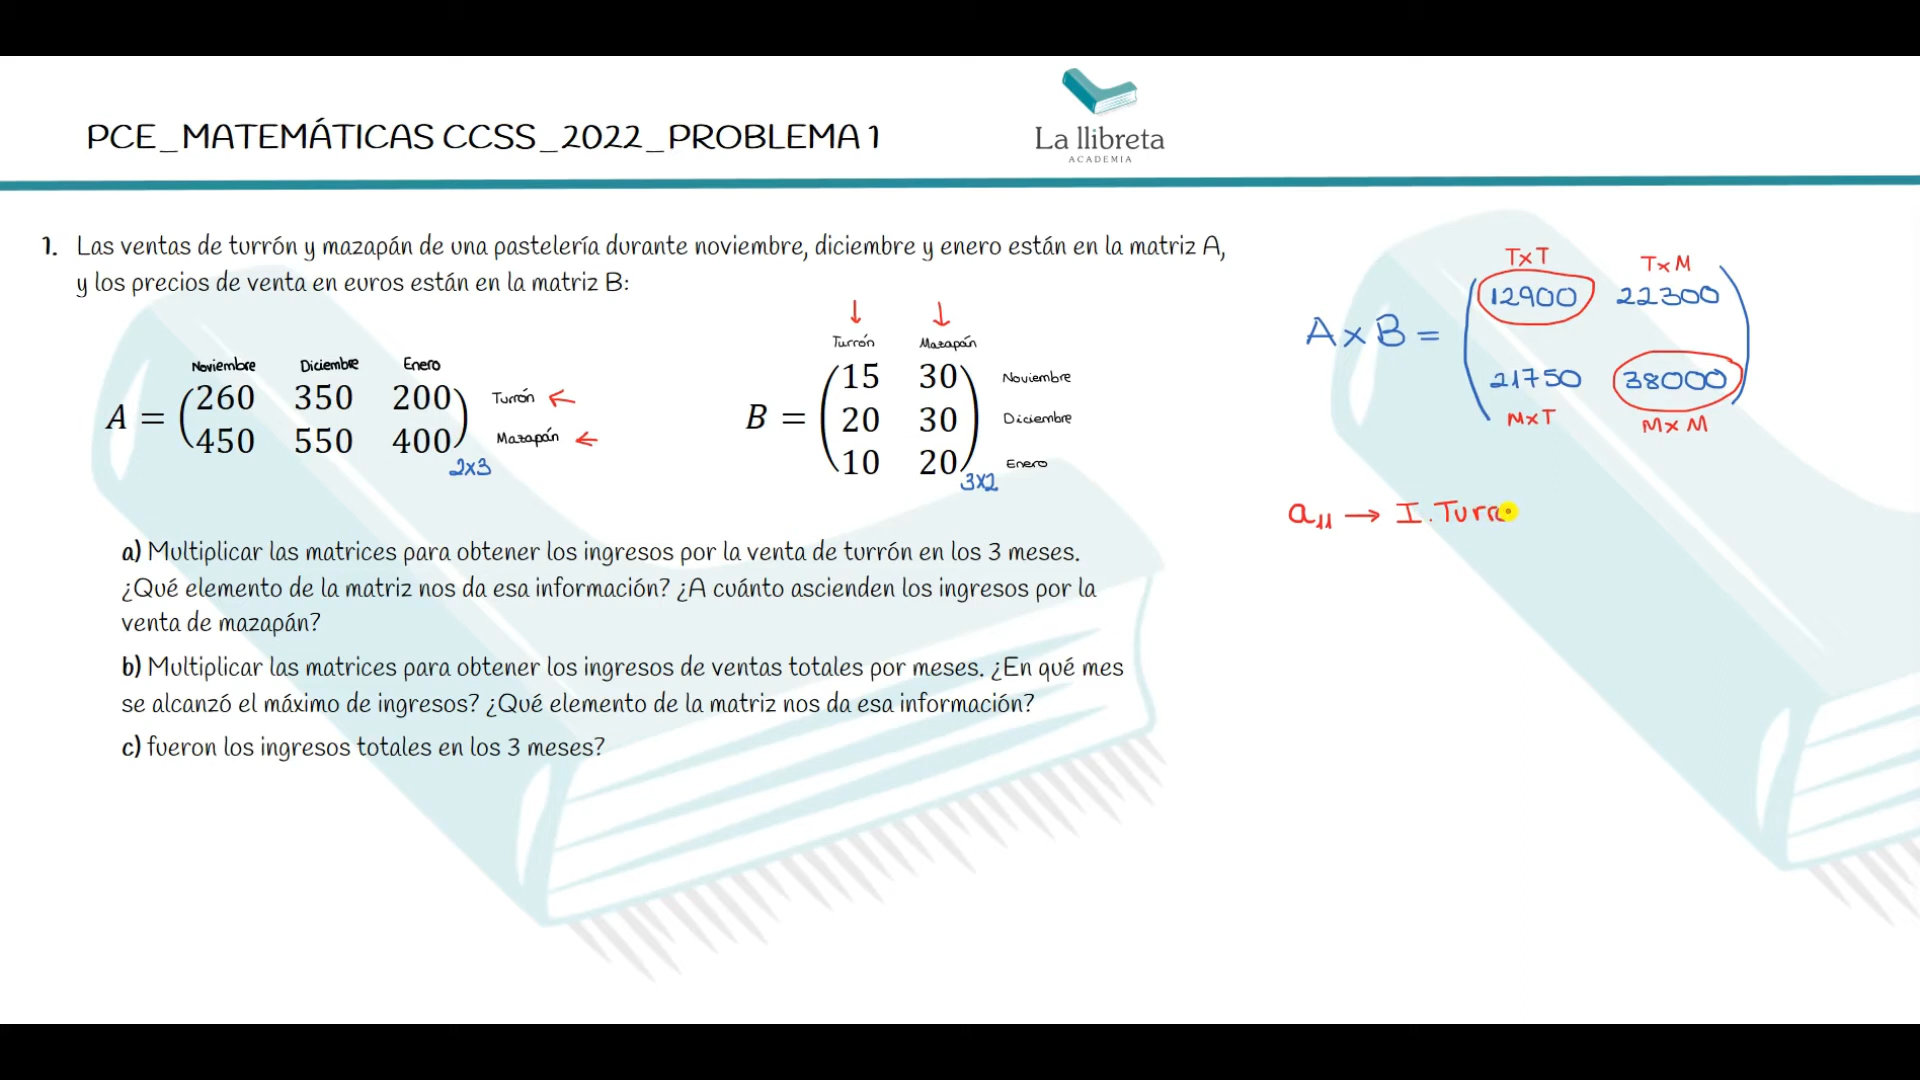 PCE_MATEMÁTICAS CCSS_2022_PROBLEMA 1
La llibreta
ACADEMIA
1. Las ventas de turrón y mazapán de una pastelería durante noviembre, diciembre y enero están en la matriz A,
y los precios de venta en euros están en la matriz B:
Noviembre Diciembre Enero
A = (260 350 200) Turrón ←
(450 550 400) Mazapán ←
2x3
↓ ↓
Turrón Mazapán
B = (15 30) Noviembre
(20 30) Diciembre
(10 20) Enero
3x2
a) Multiplicar las matrices para obtener los ingresos por la venta de turrón en los 3 meses.
¿Qué elemento de la matriz nos da esa información? ¿A cuánto ascienden los ingresos por la
venta de mazapán?
b) Multiplicar las matrices para obtener los ingresos de ventas totales por meses. ¿En qué mes
se alcanzó el máximo de ingresos? ¿Qué elemento de la matriz nos da esa información?
c) fueron los ingresos totales en los 3 meses?
TxT TxM
12900 22300
AxB =
21750 38000
MxT MxM
a₁₁ → I. Turro